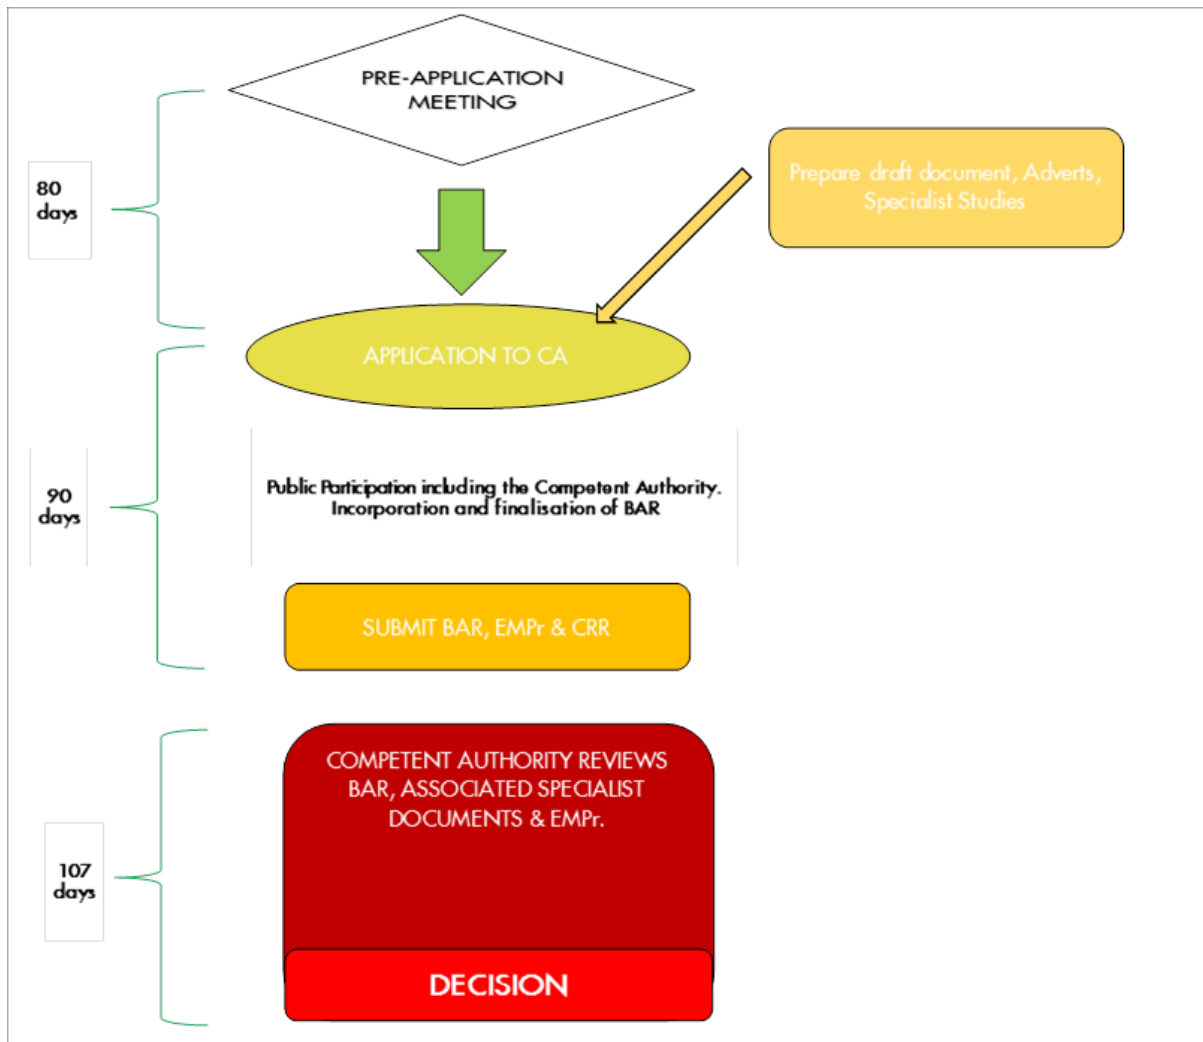 PRE-APPLICATION
MEETING
80
days
Prepare draft document, Adverts,
Specialist Studies
APPLICATION TO CA
90
days
Public Participation including the Competent Authority.
Incorporation and finalisation of BAR
SUBMIT BAR, EMPr & CRR
107
days
COMPETENT AUTHORITY REVIEWS
BAR, ASSOCIATED SPECIALIST
DOCUMENTS & EMPr.
DECISION